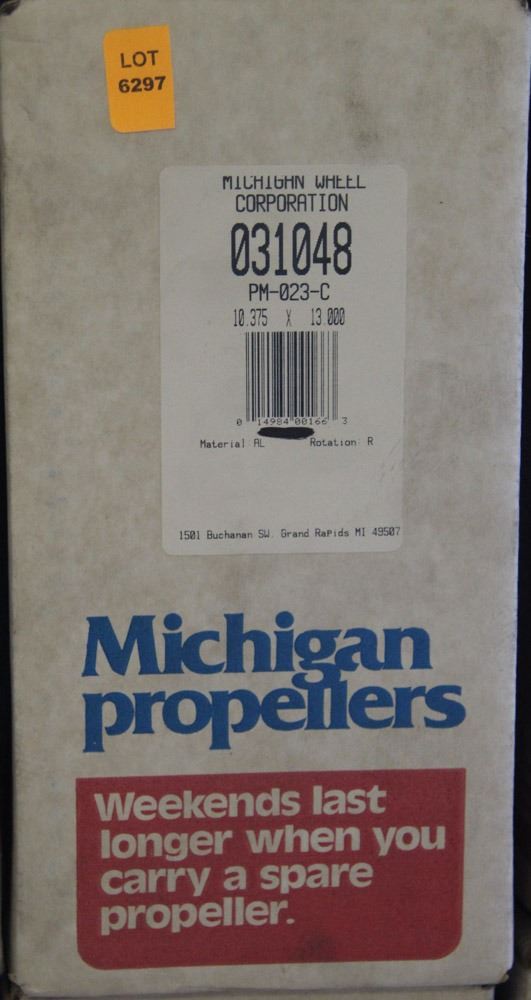 LOT
6297
MICHIGAN WHEEL
CORPORATION
031048
PM-023-C
10.375 X 13.000
0 14984 00166 3
Material AL Rotation R
1501 Buchanan SW. Grand Rapids MI 49507
Michigan
propellers
Weekends last
longer when you
carry a spare
propeller.